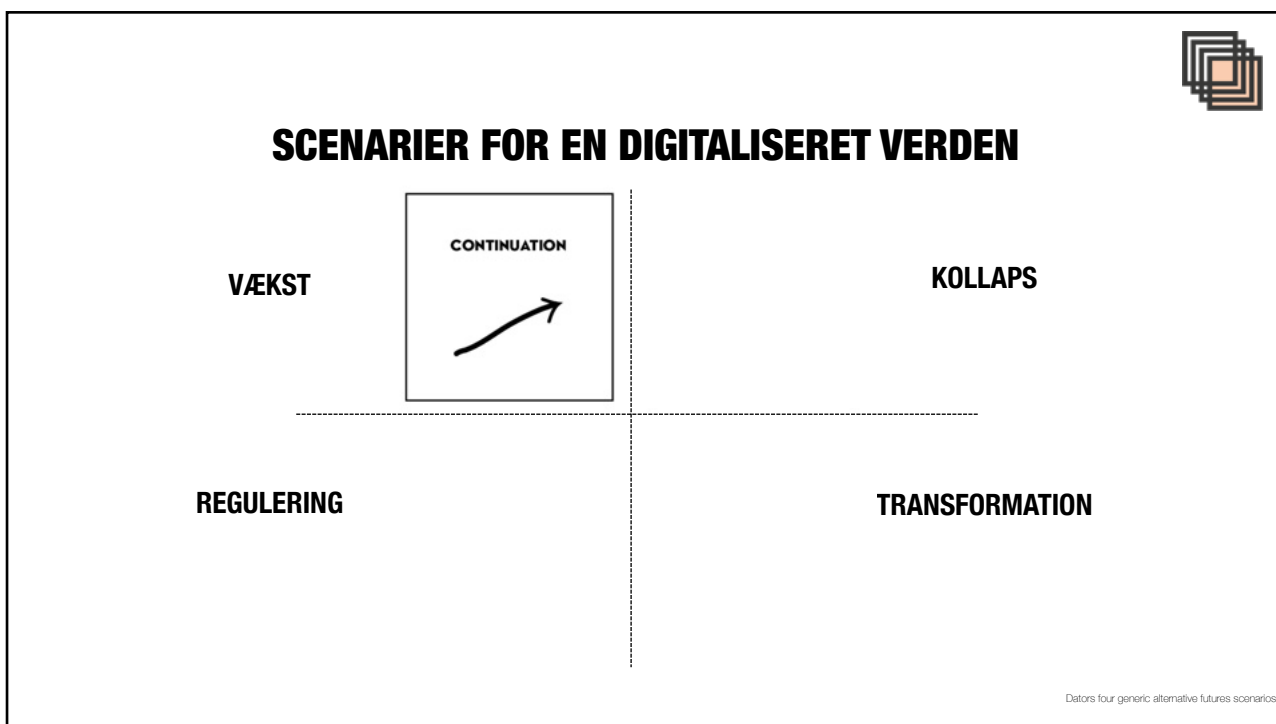 SCENARIER FOR EN DIGITALISERET VERDEN
VÆKST
CONTINUATION
KOLLAPS
REGULERING
TRANSFORMATION
Dators four generic alternative futures scenarios